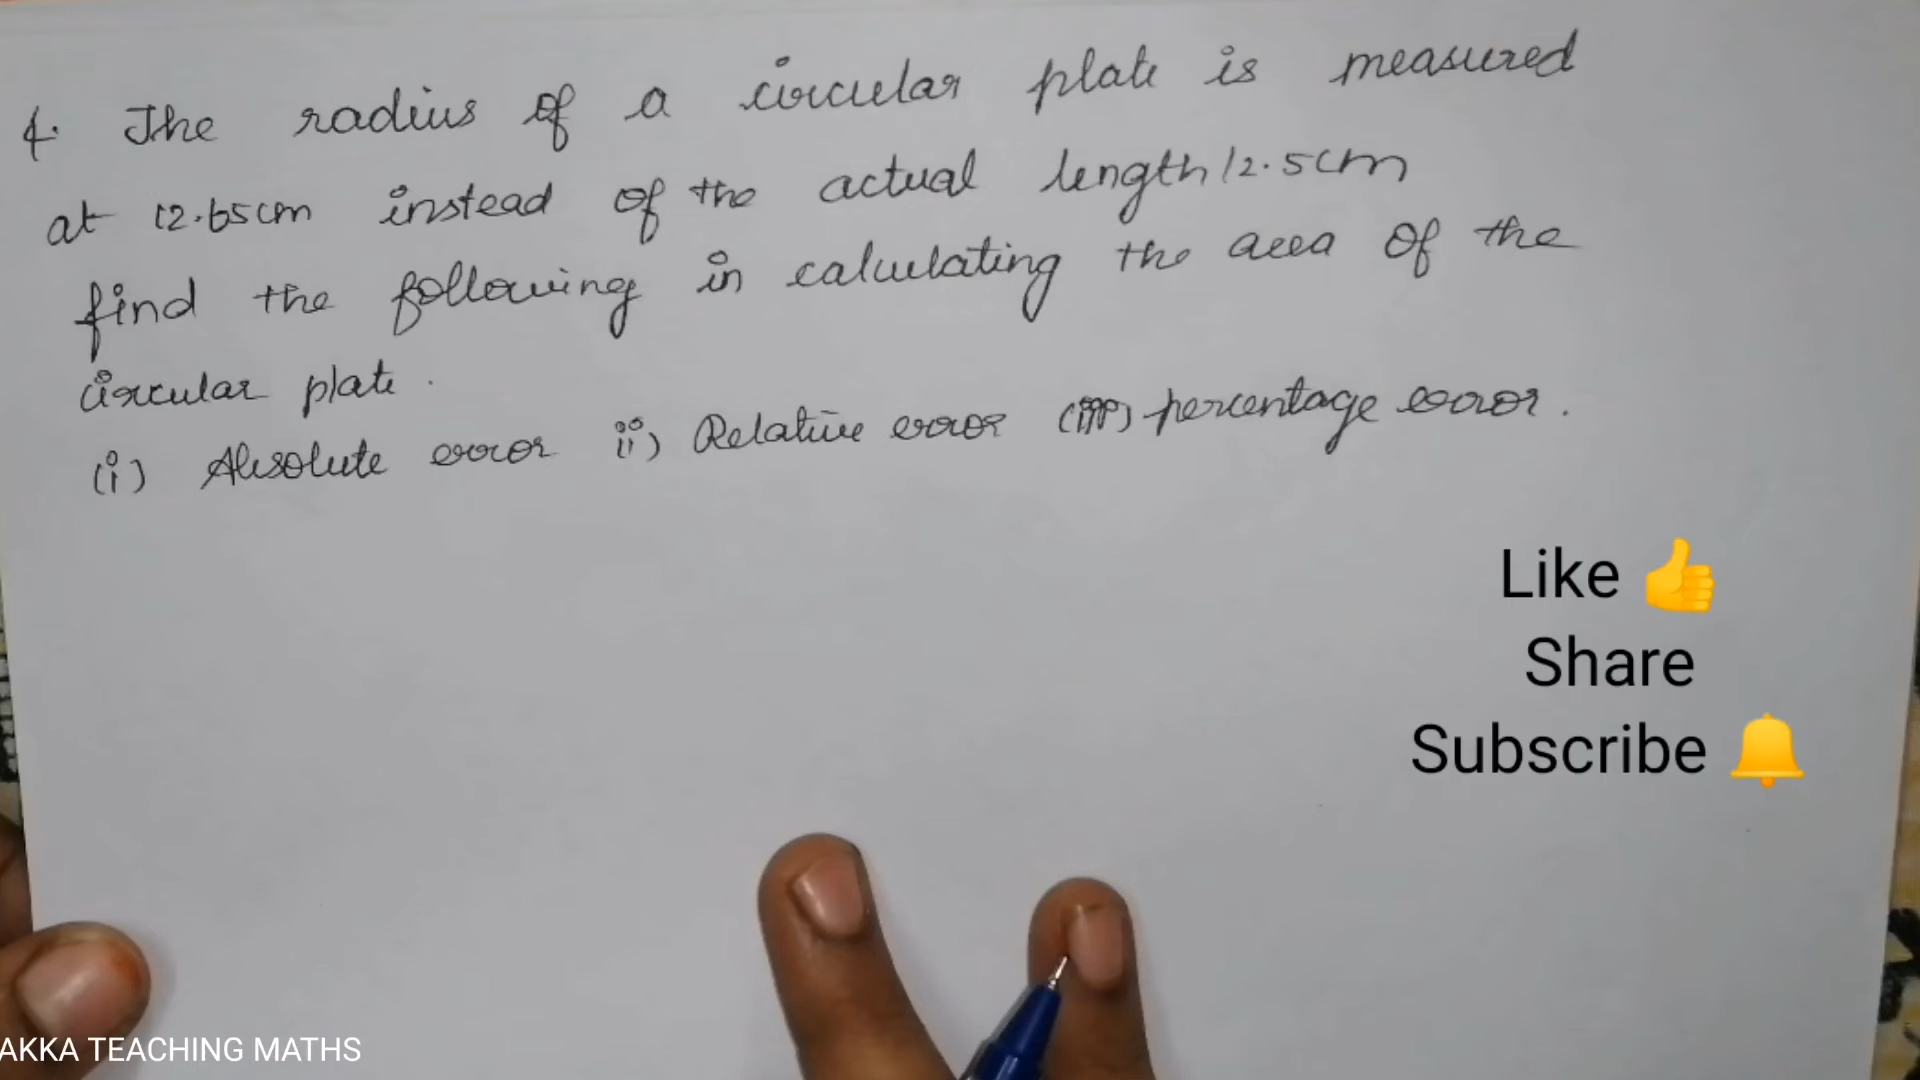 4. The radius of a circular plate is measured
at 12.65cm instead of the actual length 12.5cm
find the following in calculating the area of the
circular plate.
(i) Absolute error ii) Relative error (iii) percentage error.
Like 👍
Share
Subscribe 🔔
AKKA TEACHING MATHS